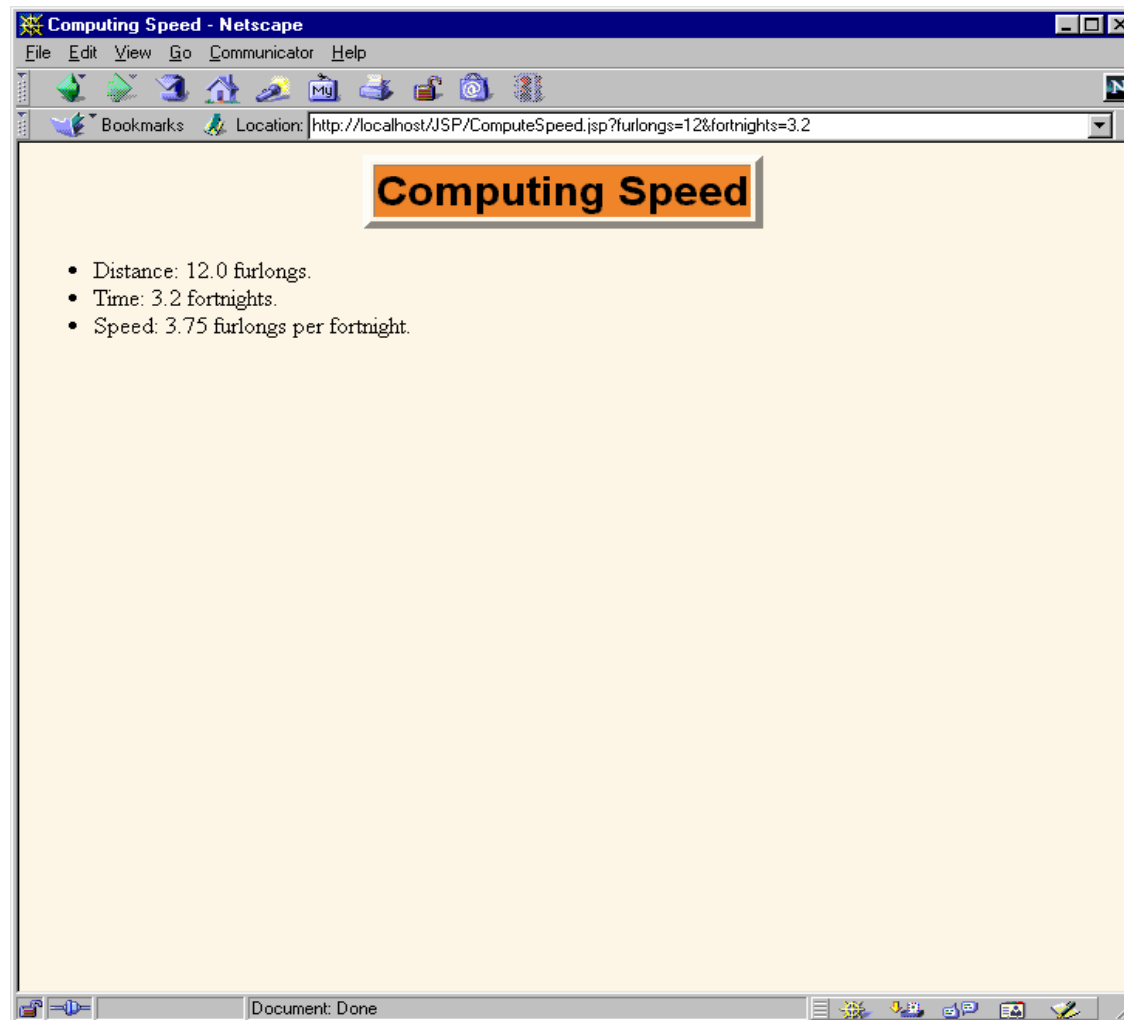 Computing Speed - Netscape
File Edit View Go Communicator Help
My
N
Bookmarks Location: http://localhost/JSP/ComputeSpeed.jsp?furlongs=12&fortnights=3.2
Computing Speed
• Distance: 12.0 furlongs.
• Time: 3.2 fortnights.
• Speed: 3.75 furlongs per fortnight.
Document: Done